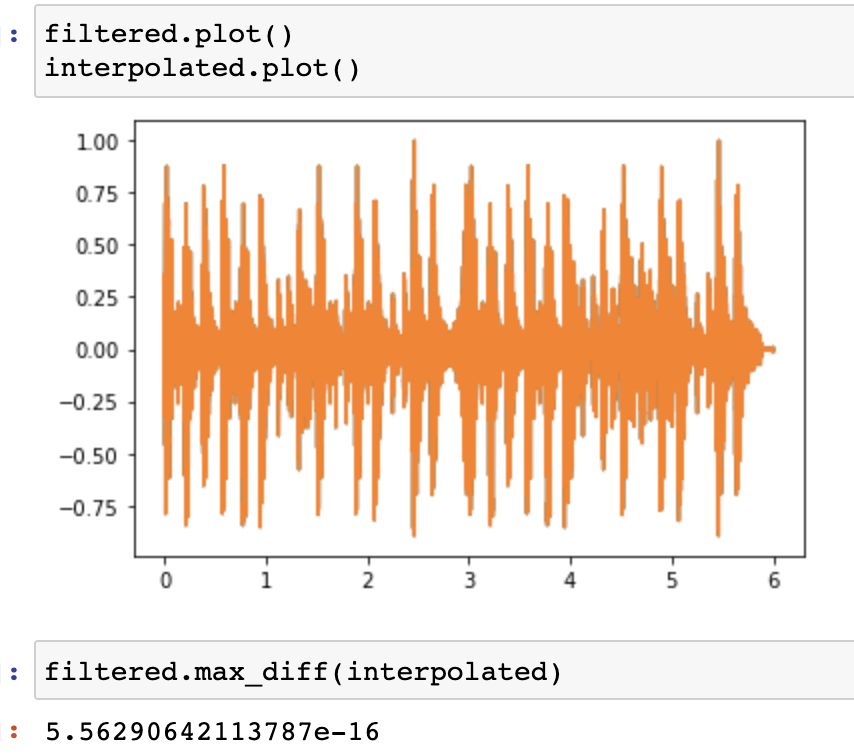 : filtered.plot()
interpolated.plot()
1.00
0.75
0.50
0.25
0.00
−0.25
−0.50
−0.75
0 1 2 3 4 5 6
: filtered.max_diff(interpolated)
: 5.56290642113787e-16